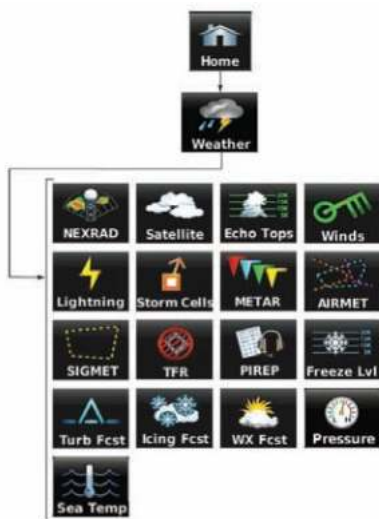 Home
Weather
NEXRAD
Satellite
Echo Tops
Winds
Lightning
Storm Cells
METAR
AIRMET
SIGMET
TFR
PIREP
Freeze Lvl
Turb Fcst
Icing Fcst
WX Fcst
Pressure
Sea Temp